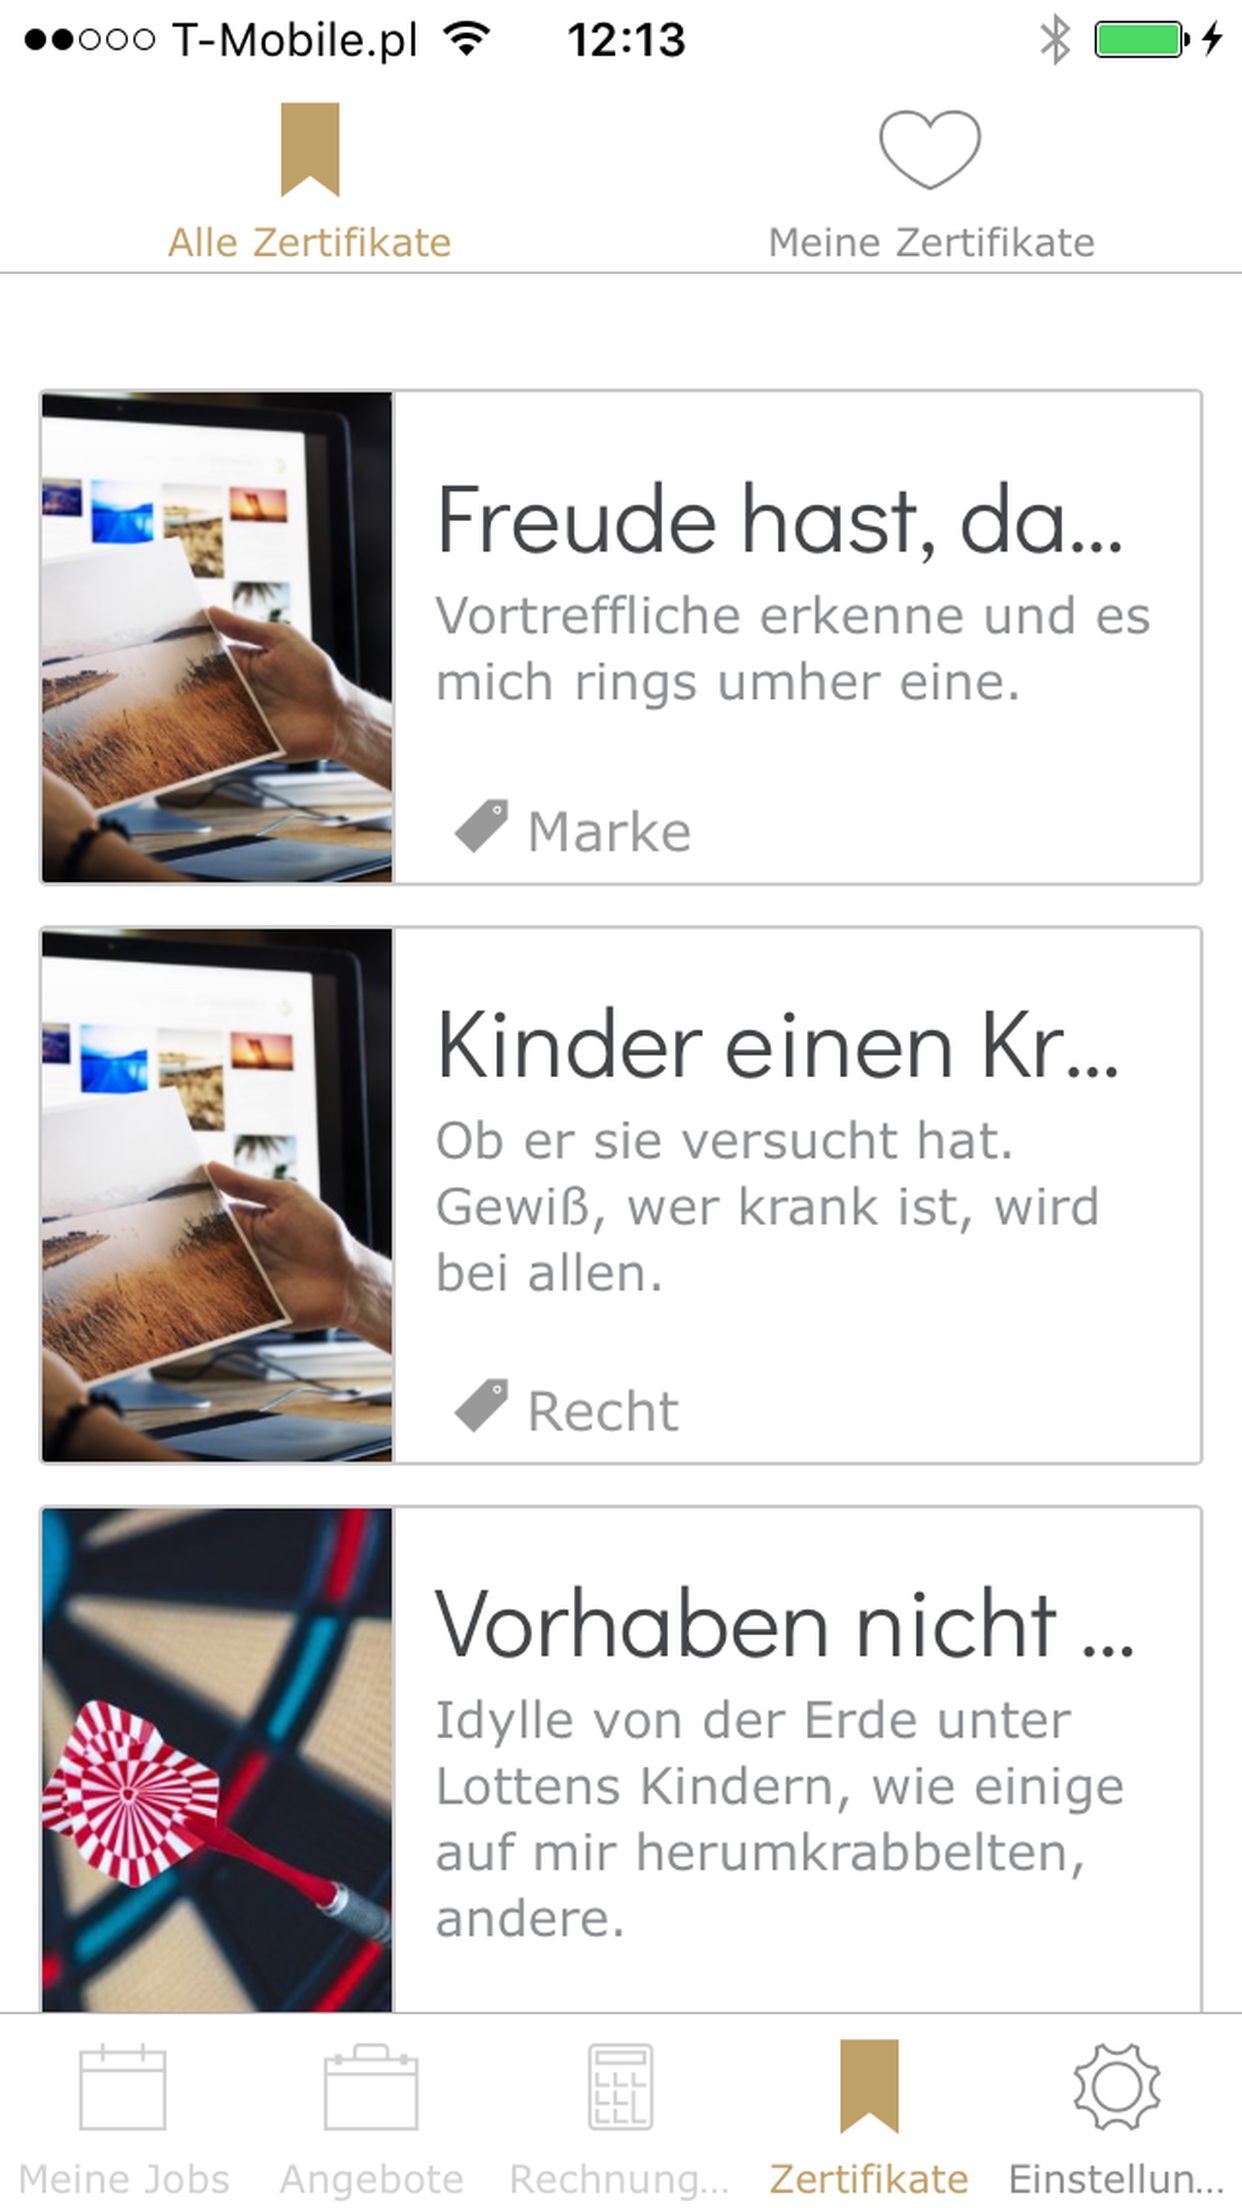 T-Mobile.pl 12:13
Alle Zertifikate
Meine Zertifikate
Freude hast, da...
Vortreffliche erkenne und es
mich rings umher eine.
Marke
Kinder einen Kr...
Ob er sie versucht hat.
Gewiß, wer krank ist, wird
bei allen.
Recht
Vorhaben nicht ...
Idylle von der Erde unter
Lottens Kindern, wie einige
auf mir herumkrabbelten,
andere.
Meine Jobs
Angebote
Rechnung...
Zertifikate
Einstellun...